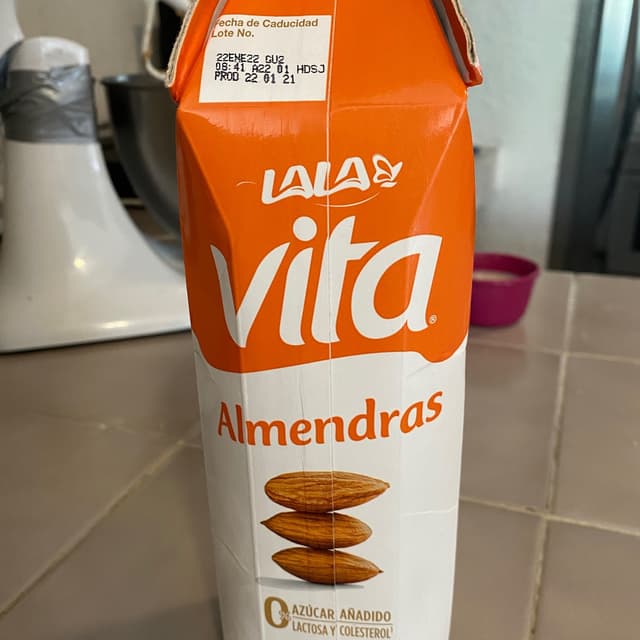 Fecha de Caducidad
Lote No.
22ENE22 GU2
08:41 A22 01 HDSJ
PROD 22 01 21
LALA
vita®
Almendras
0% AZÚCAR AÑADIDO
LACTOSA Y COLESTEROL¹